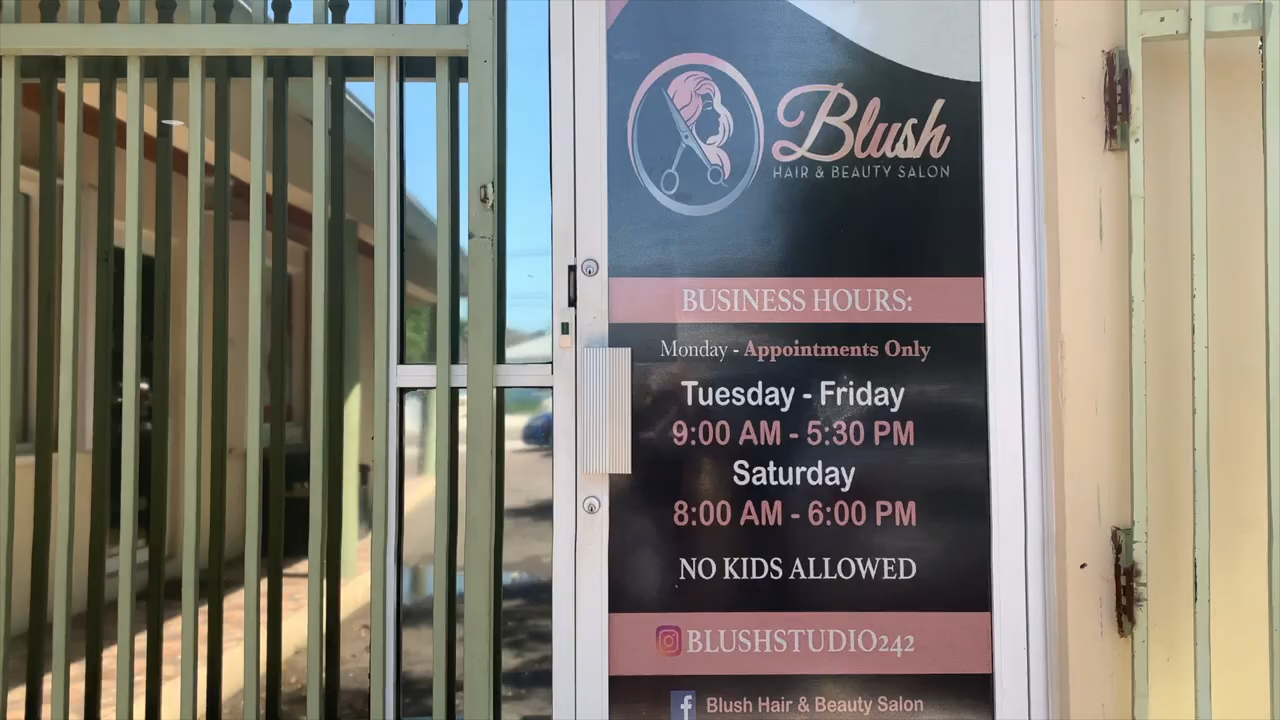 Blush
HAIR & BEAUTY SALON
BUSINESS HOURS:
Monday - Appointments Only
Tuesday - Friday
9:00 AM - 5:30 PM
Saturday
8:00 AM - 6:00 PM
NO KIDS ALLOWED
BLUSHSTUDIO242
Blush Hair & Beauty Salon